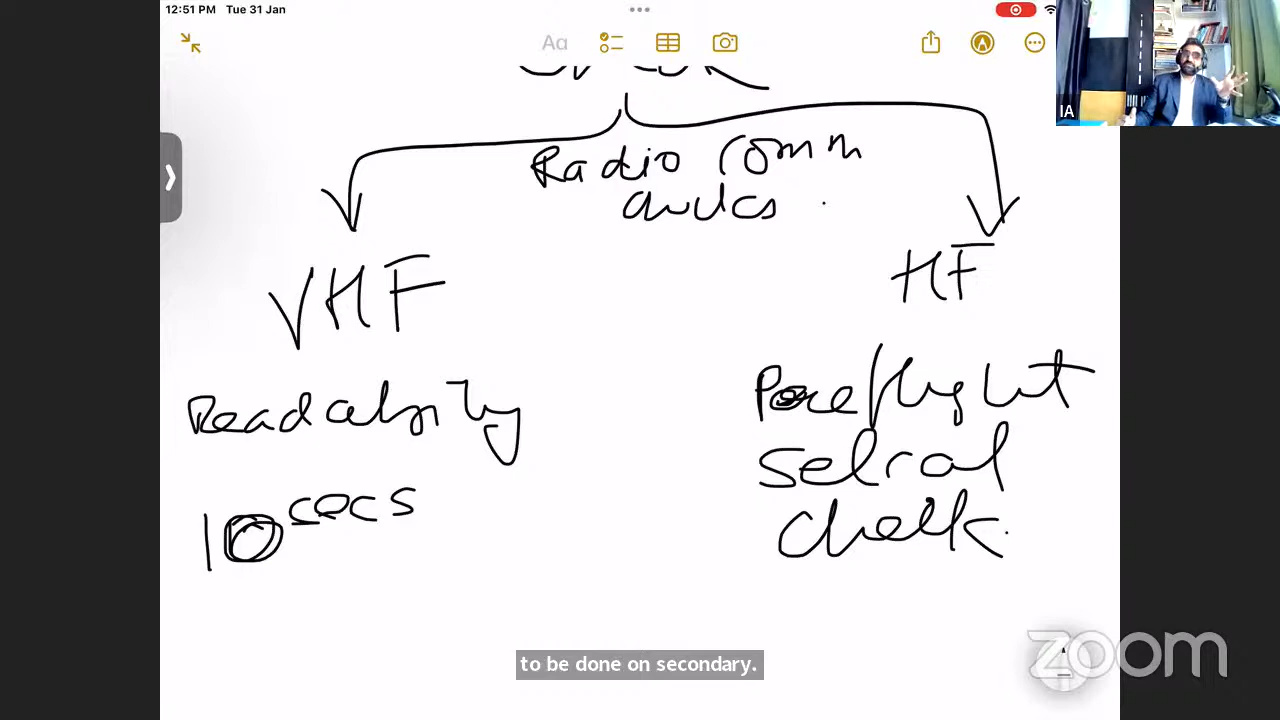 12:51 PM Tue 31 Jan
Aa
IA
Radio comm
checks
VHF
HF
Readability
Preflight
10 secs
selcal
check
to be done on secondary.
zoom